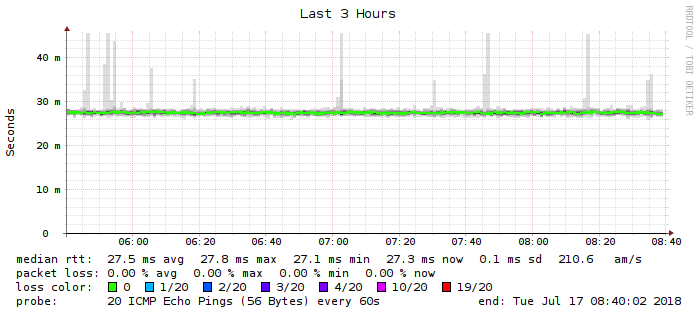 Last 3 Hours
RRDTOOL / TOBI OETIKER
Seconds
40 m
30 m
20 m
10 m
0
06:00 06:20 06:40 07:00 07:20 07:40 08:00 08:20 08:40
median rtt: 27.5 ms avg 27.8 ms max 27.1 ms min 27.3 ms now 0.1 ms sd 210.6 am/s
packet loss: 0.00 % avg 0.00 % max 0.00 % min 0.00 % now
loss color: 0 1/20 2/20 3/20 4/20 10/20 19/20
probe: 20 ICMP Echo Pings (56 Bytes) every 60s end: Tue Jul 17 08:40:02 2018